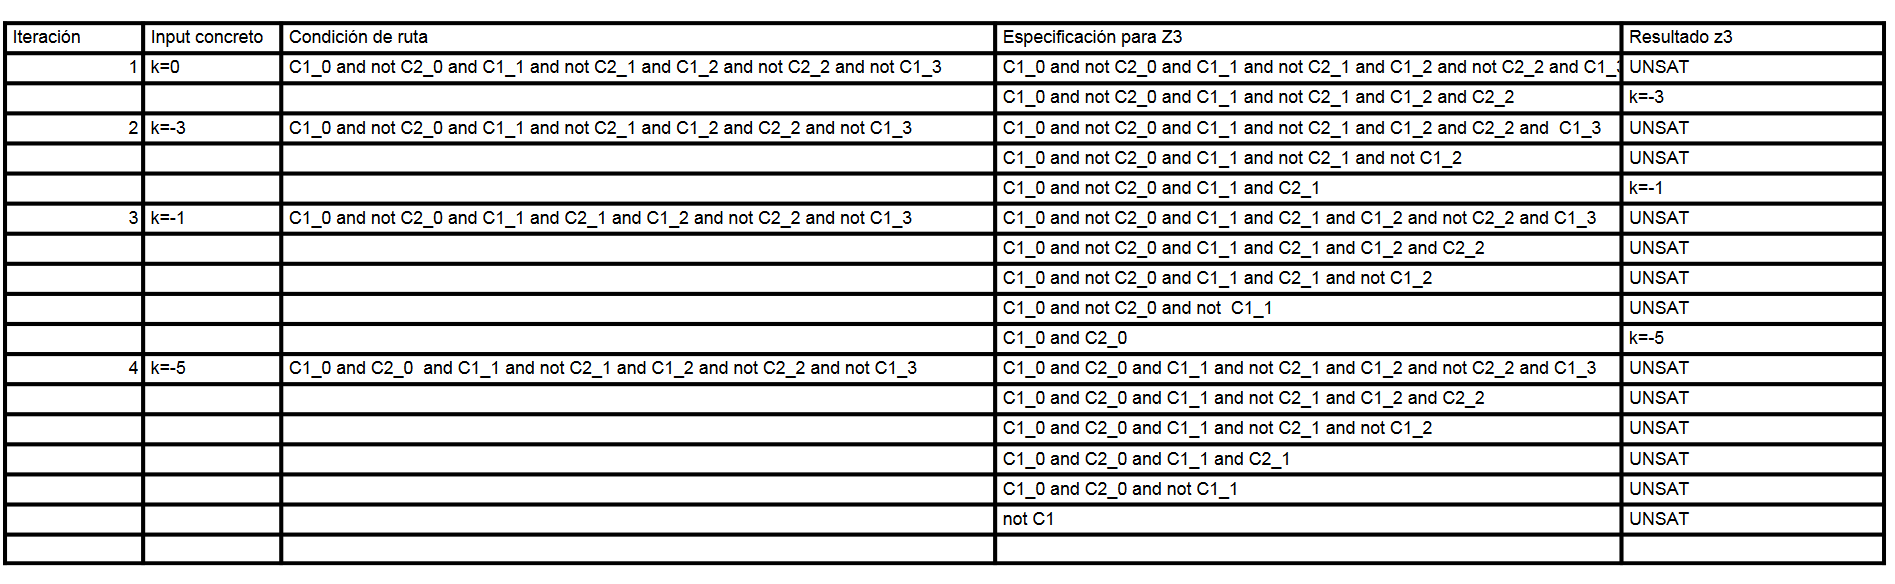 Iteración Input concreto Condición de ruta Especificación para Z3 Resultado z3
1 k=0 C1_0 and not C2_0 and C1_1 and not C2_1 and C1_2 and not C2_2 and not C1_3 C1_0 and not C2_0 and C1_1 and not C2_1 and C1_2 and not C2_2 and C1_3 UNSAT
C1_0 and not C2_0 and C1_1 and not C2_1 and C1_2 and C2_2 k=-3
2 k=-3 C1_0 and not C2_0 and C1_1 and not C2_1 and C1_2 and C2_2 and not C1_3 C1_0 and not C2_0 and C1_1 and not C2_1 and C1_2 and C2_2 and C1_3 UNSAT
C1_0 and not C2_0 and C1_1 and not C2_1 and not C1_2 UNSAT
C1_0 and not C2_0 and C1_1 and C2_1 k=-1
3 k=-1 C1_0 and not C2_0 and C1_1 and C2_1 and C1_2 and not C2_2 and not C1_3 C1_0 and not C2_0 and C1_1 and C2_1 and C1_2 and not C2_2 and C1_3 UNSAT
C1_0 and not C2_0 and C1_1 and C2_1 and C1_2 and C2_2 UNSAT
C1_0 and not C2_0 and C1_1 and C2_1 and not C1_2 UNSAT
C1_0 and not C2_0 and not C1_1 UNSAT
C1_0 and C2_0 k=-5
4 k=-5 C1_0 and C2_0 and C1_1 and not C2_1 and C1_2 and not C2_2 and not C1_3 C1_0 and C2_0 and C1_1 and not C2_1 and C1_2 and not C2_2 and C1_3 UNSAT
C1_0 and C2_0 and C1_1 and not C2_1 and C1_2 and C2_2 UNSAT
C1_0 and C2_0 and C1_1 and not C2_1 and not C1_2 UNSAT
C1_0 and C2_0 and C1_1 and C2_1 UNSAT
C1_0 and C2_0 and not C1_1 UNSAT
not C1 UNSAT